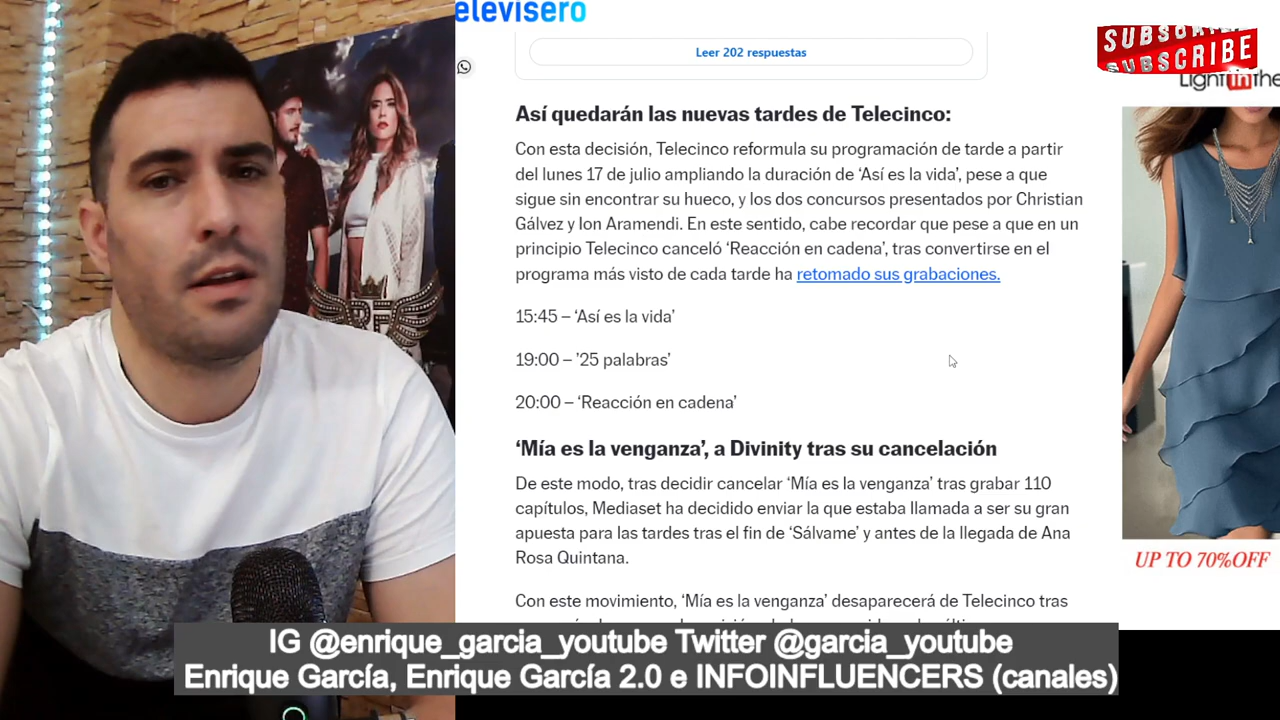 elevisero
Leer 202 respuestas
SUBSCRIBE
SUBSCRIBE
Light in the
Así quedarán las nuevas tardes de Telecinco:
Con esta decisión, Telecinco reformula su programación de tarde a partir
del lunes 17 de julio ampliando la duración de ‘Así es la vida’, pese a que
sigue sin encontrar su hueco, y los dos concursos presentados por Christian
Gálvez y Ion Aramendi. En este sentido, cabe recordar que pese a que en un
principio Telecinco canceló ‘Reacción en cadena’, tras convertirse en el
programa más visto de cada tarde ha retomado sus grabaciones.
15:45 – ‘Así es la vida’
19:00 – ’25 palabras’
20:00 – ‘Reacción en cadena’
‘Mía es la venganza’, a Divinity tras su cancelación
De este modo, tras decidir cancelar ‘Mía es la venganza’ tras grabar 110
capítulos, Mediaset ha decidido enviar la que estaba llamada a ser su gran
apuesta para las tardes tras el fin de ‘Sálvame’ y antes de la llegada de Ana
Rosa Quintana.
Con este movimiento, ‘Mía es la venganza’ desaparecerá de Telecinco tras
UP TO 70%OFF
RF
IG @enrique_garcia_youtube Twitter @garcia_youtube
Enrique García, Enrique García 2.0 e INFOINFLUENCERS (canales)